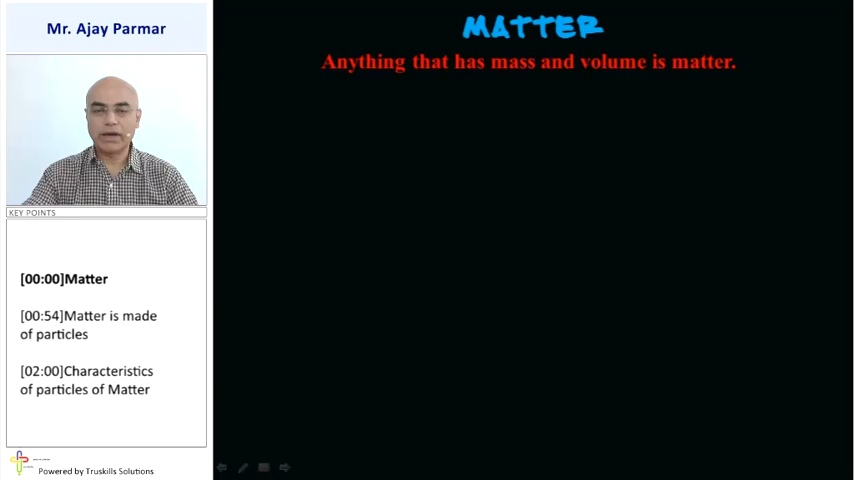 Mr. Ajay Parmar
MATTER
Anything that has mass and volume is matter.
KEY POINTS
[00:00]Matter
[00:54]Matter is made
of particles
[02:00]Characteristics
of particles of Matter
Powered by Truskills Solutions